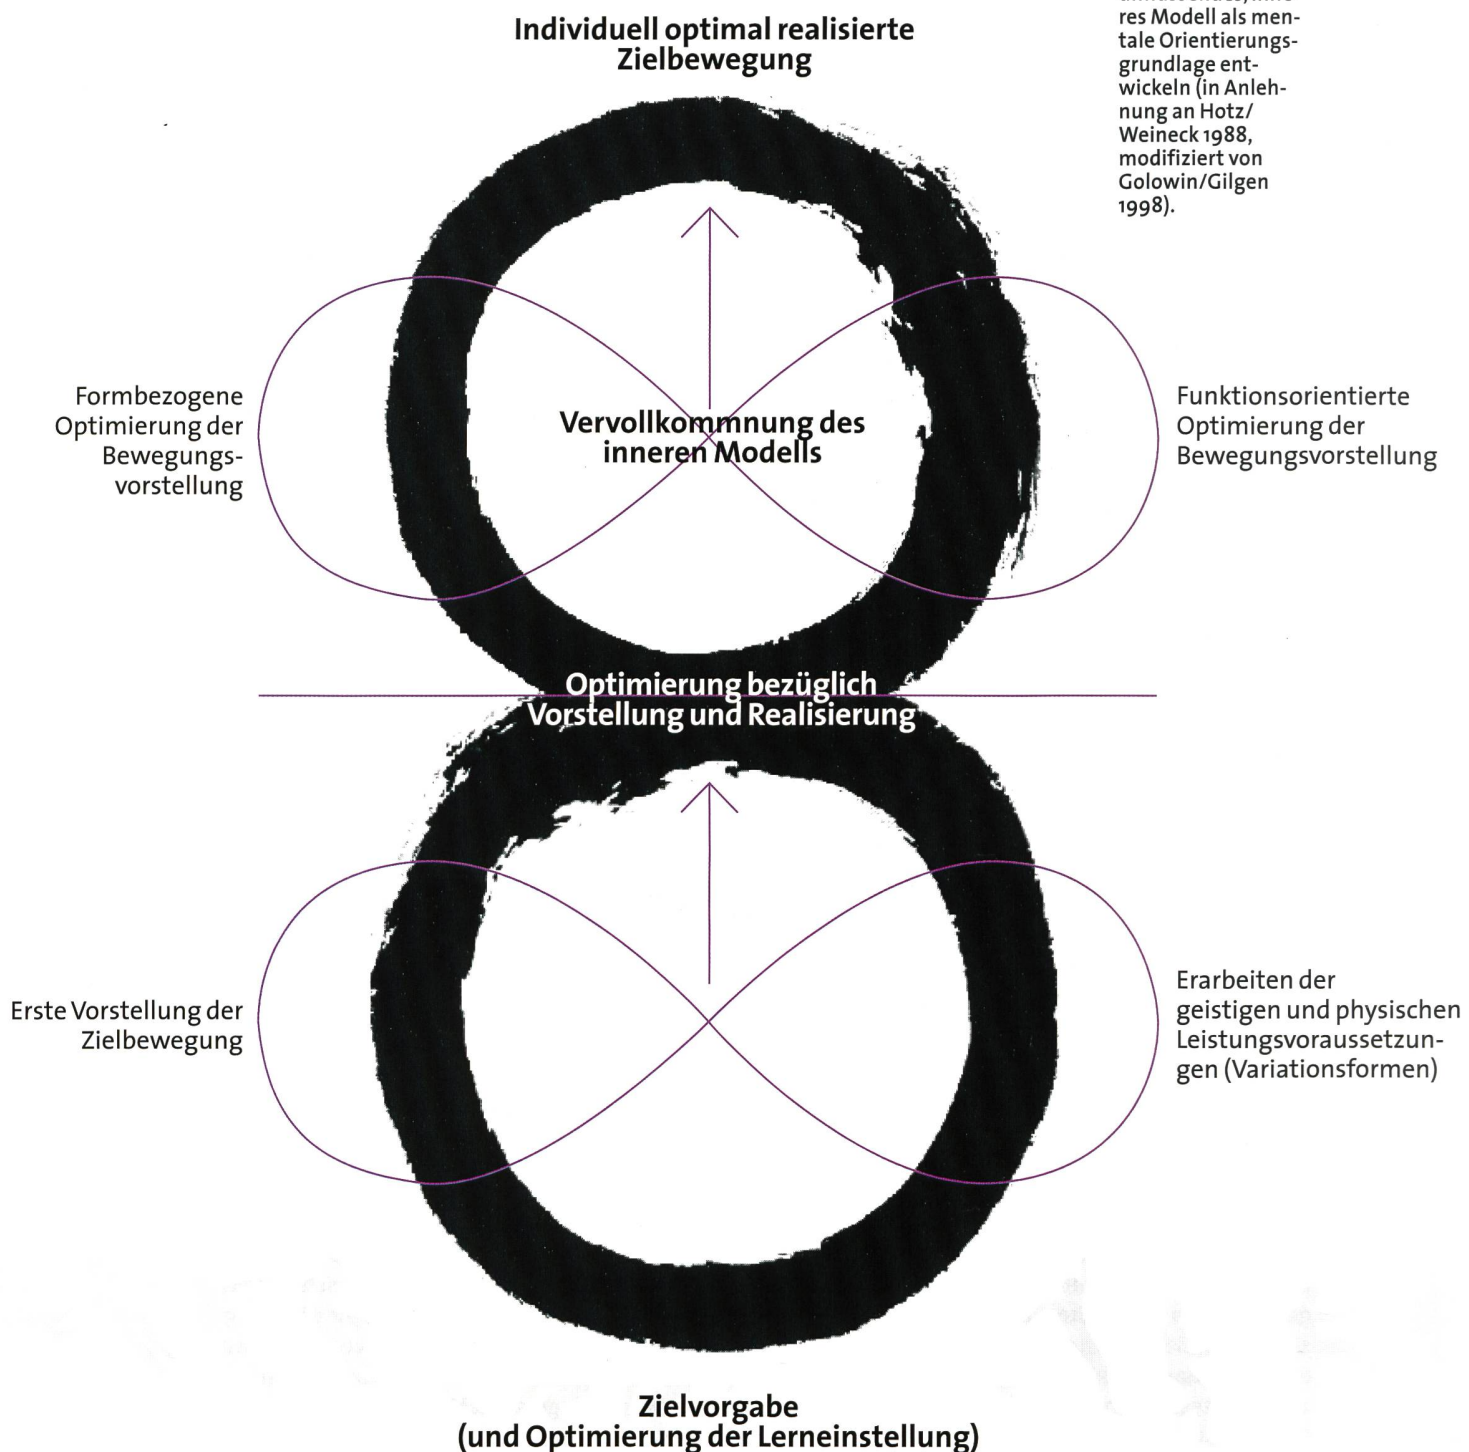 res Modell als men-
tale Orientierungs-
grundlage ent-
wickeln (in Anleh-
nung an Hotz/
Weineck 1988,
modifiziert von
Golowin/Gilgen
1998).
Individuell optimal realisierte
Zielbewegung
Formbezogene
Optimierung der
Bewegungs-
vorstellung
Vervollkommnung des
inneren Modells
Funktionsorientierte
Optimierung der
Bewegungsvorstellung
Optimierung bezüglich
Vorstellung und Realisierung
Erste Vorstellung der
Zielbewegung
Erarbeiten der
geistigen und physischen
Leistungsvoraussetzun-
gen (Variationsformen)
Zielvorgabe
(und Optimierung der Lerneinstellung)